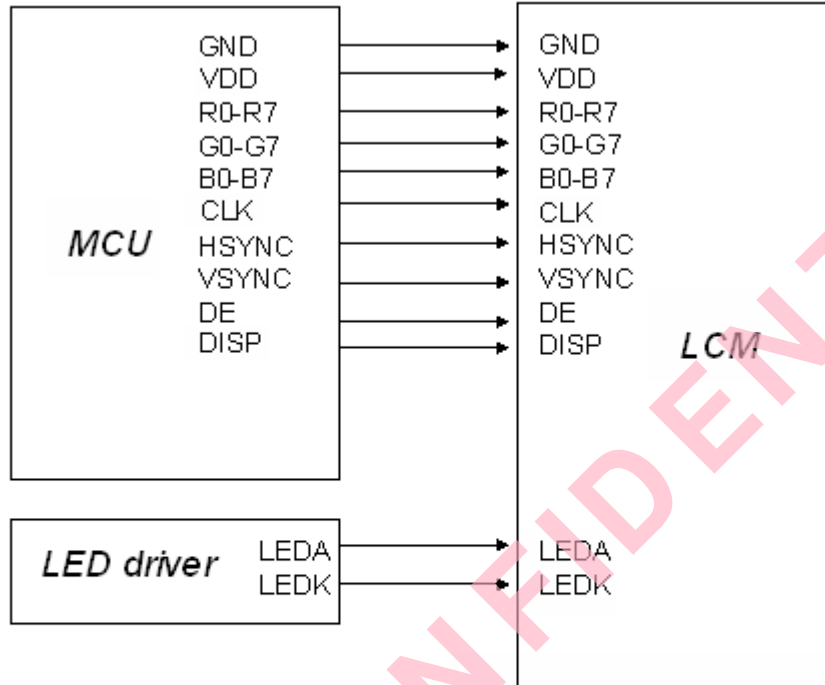 GND
VDD
R0-R7
G0-G7
B0-B7
CLK
HSYNC
VSYNC
DE
DISP
MCU
GND
VDD
R0-R7
G0-G7
B0-B7
CLK
HSYNC
VSYNC
DE
DISP
LCM
LED driver
LEDA
LEDK
LEDA
LEDK
NFIDENT